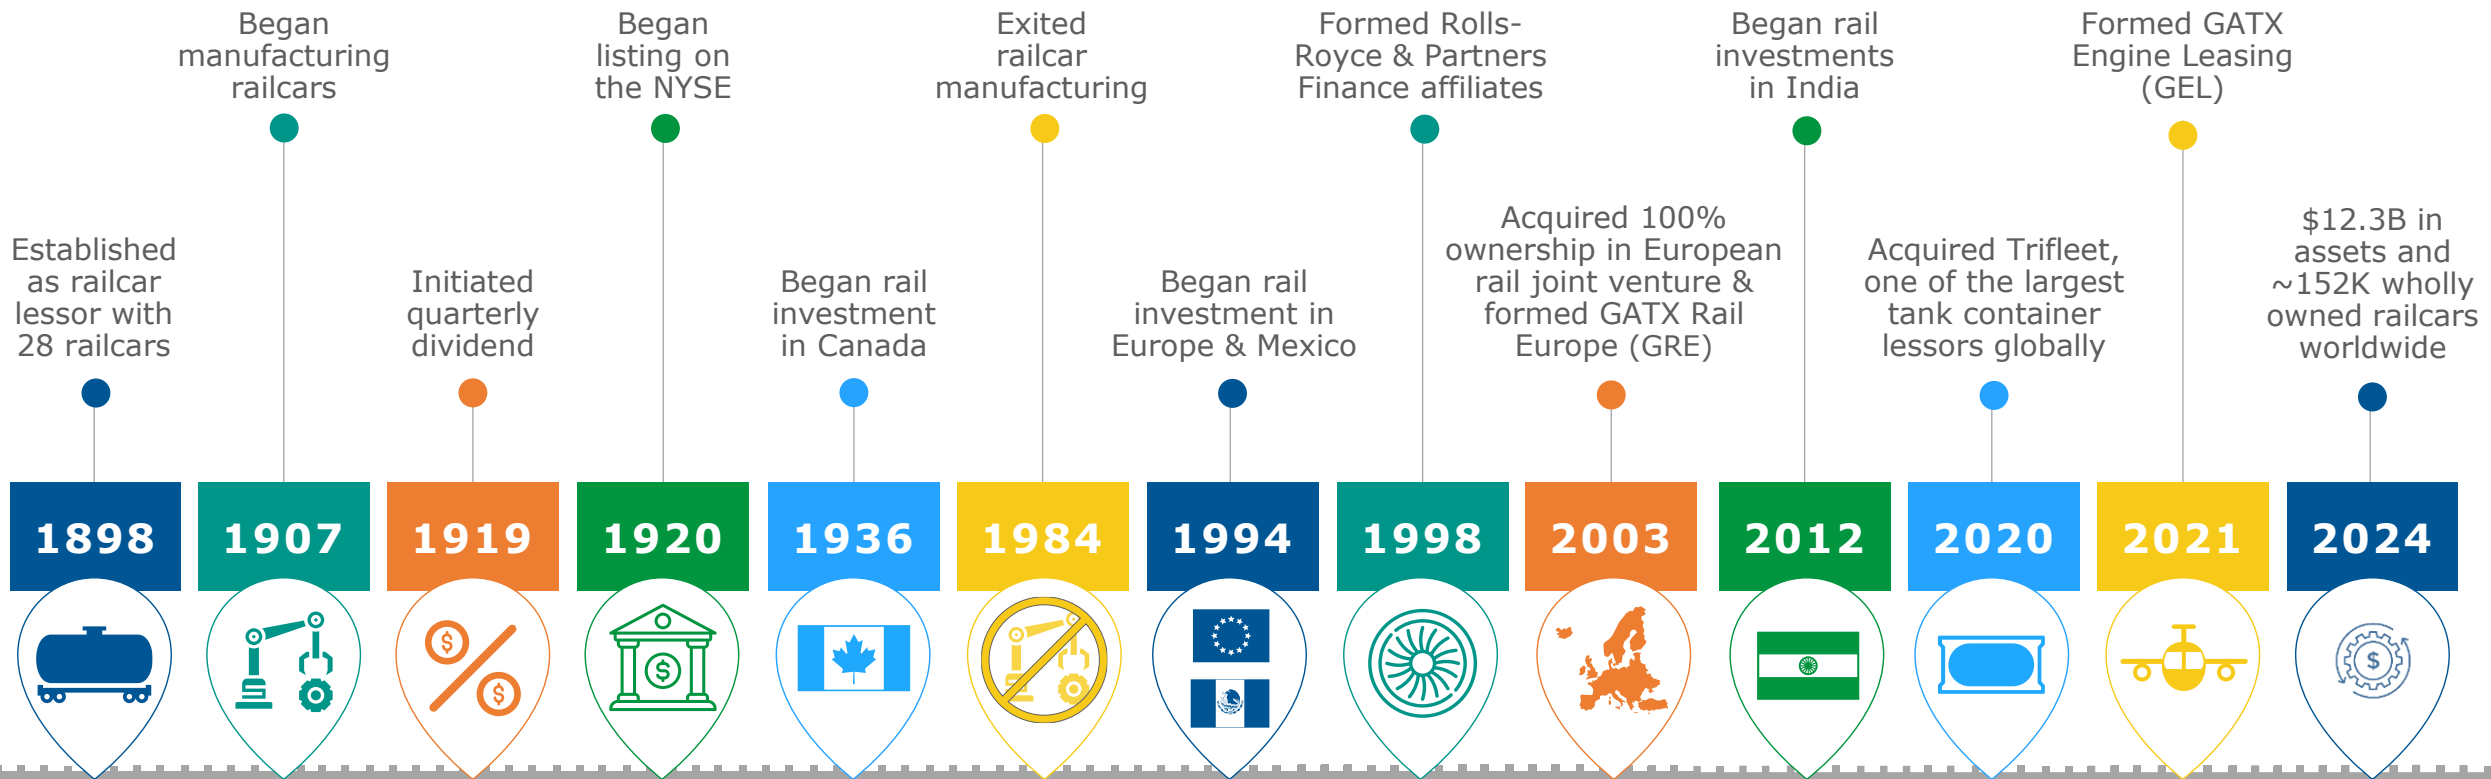 Established
as railcar
lessor with
28 railcars
1898
Began
manufacturing
railcars
1907
Initiated
quarterly
dividend
1919
$
$
Began
listing on
the NYSE
1920
$
Began rail
investment
in Canada
1936
Exited
railcar
manufacturing
1984
Began rail
investment in
Europe & Mexico
1994
Formed Rolls-
Royce & Partners
Finance affiliates
1998
Acquired 100%
ownership in European
rail joint venture &
formed GATX Rail
Europe (GRE)
2003
Began rail
investments
in India
2012
Acquired Trifleet,
one of the largest
tank container
lessors globally
2020
Formed GATX
Engine Leasing
(GEL)
2021
$12.3B in
assets and
~152K wholly
owned railcars
worldwide
2024
$